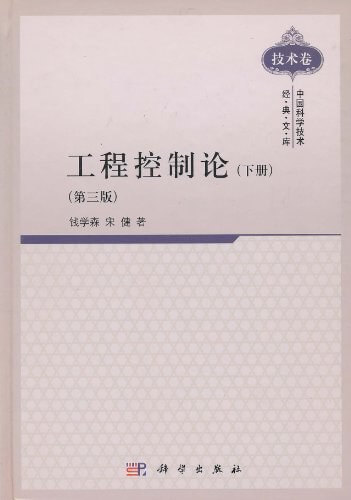 技术卷
中国科学技术
经·典·文·库
工程控制论(下册)
(第三版)
钱学森 宋 健 著
SP
科学出版社